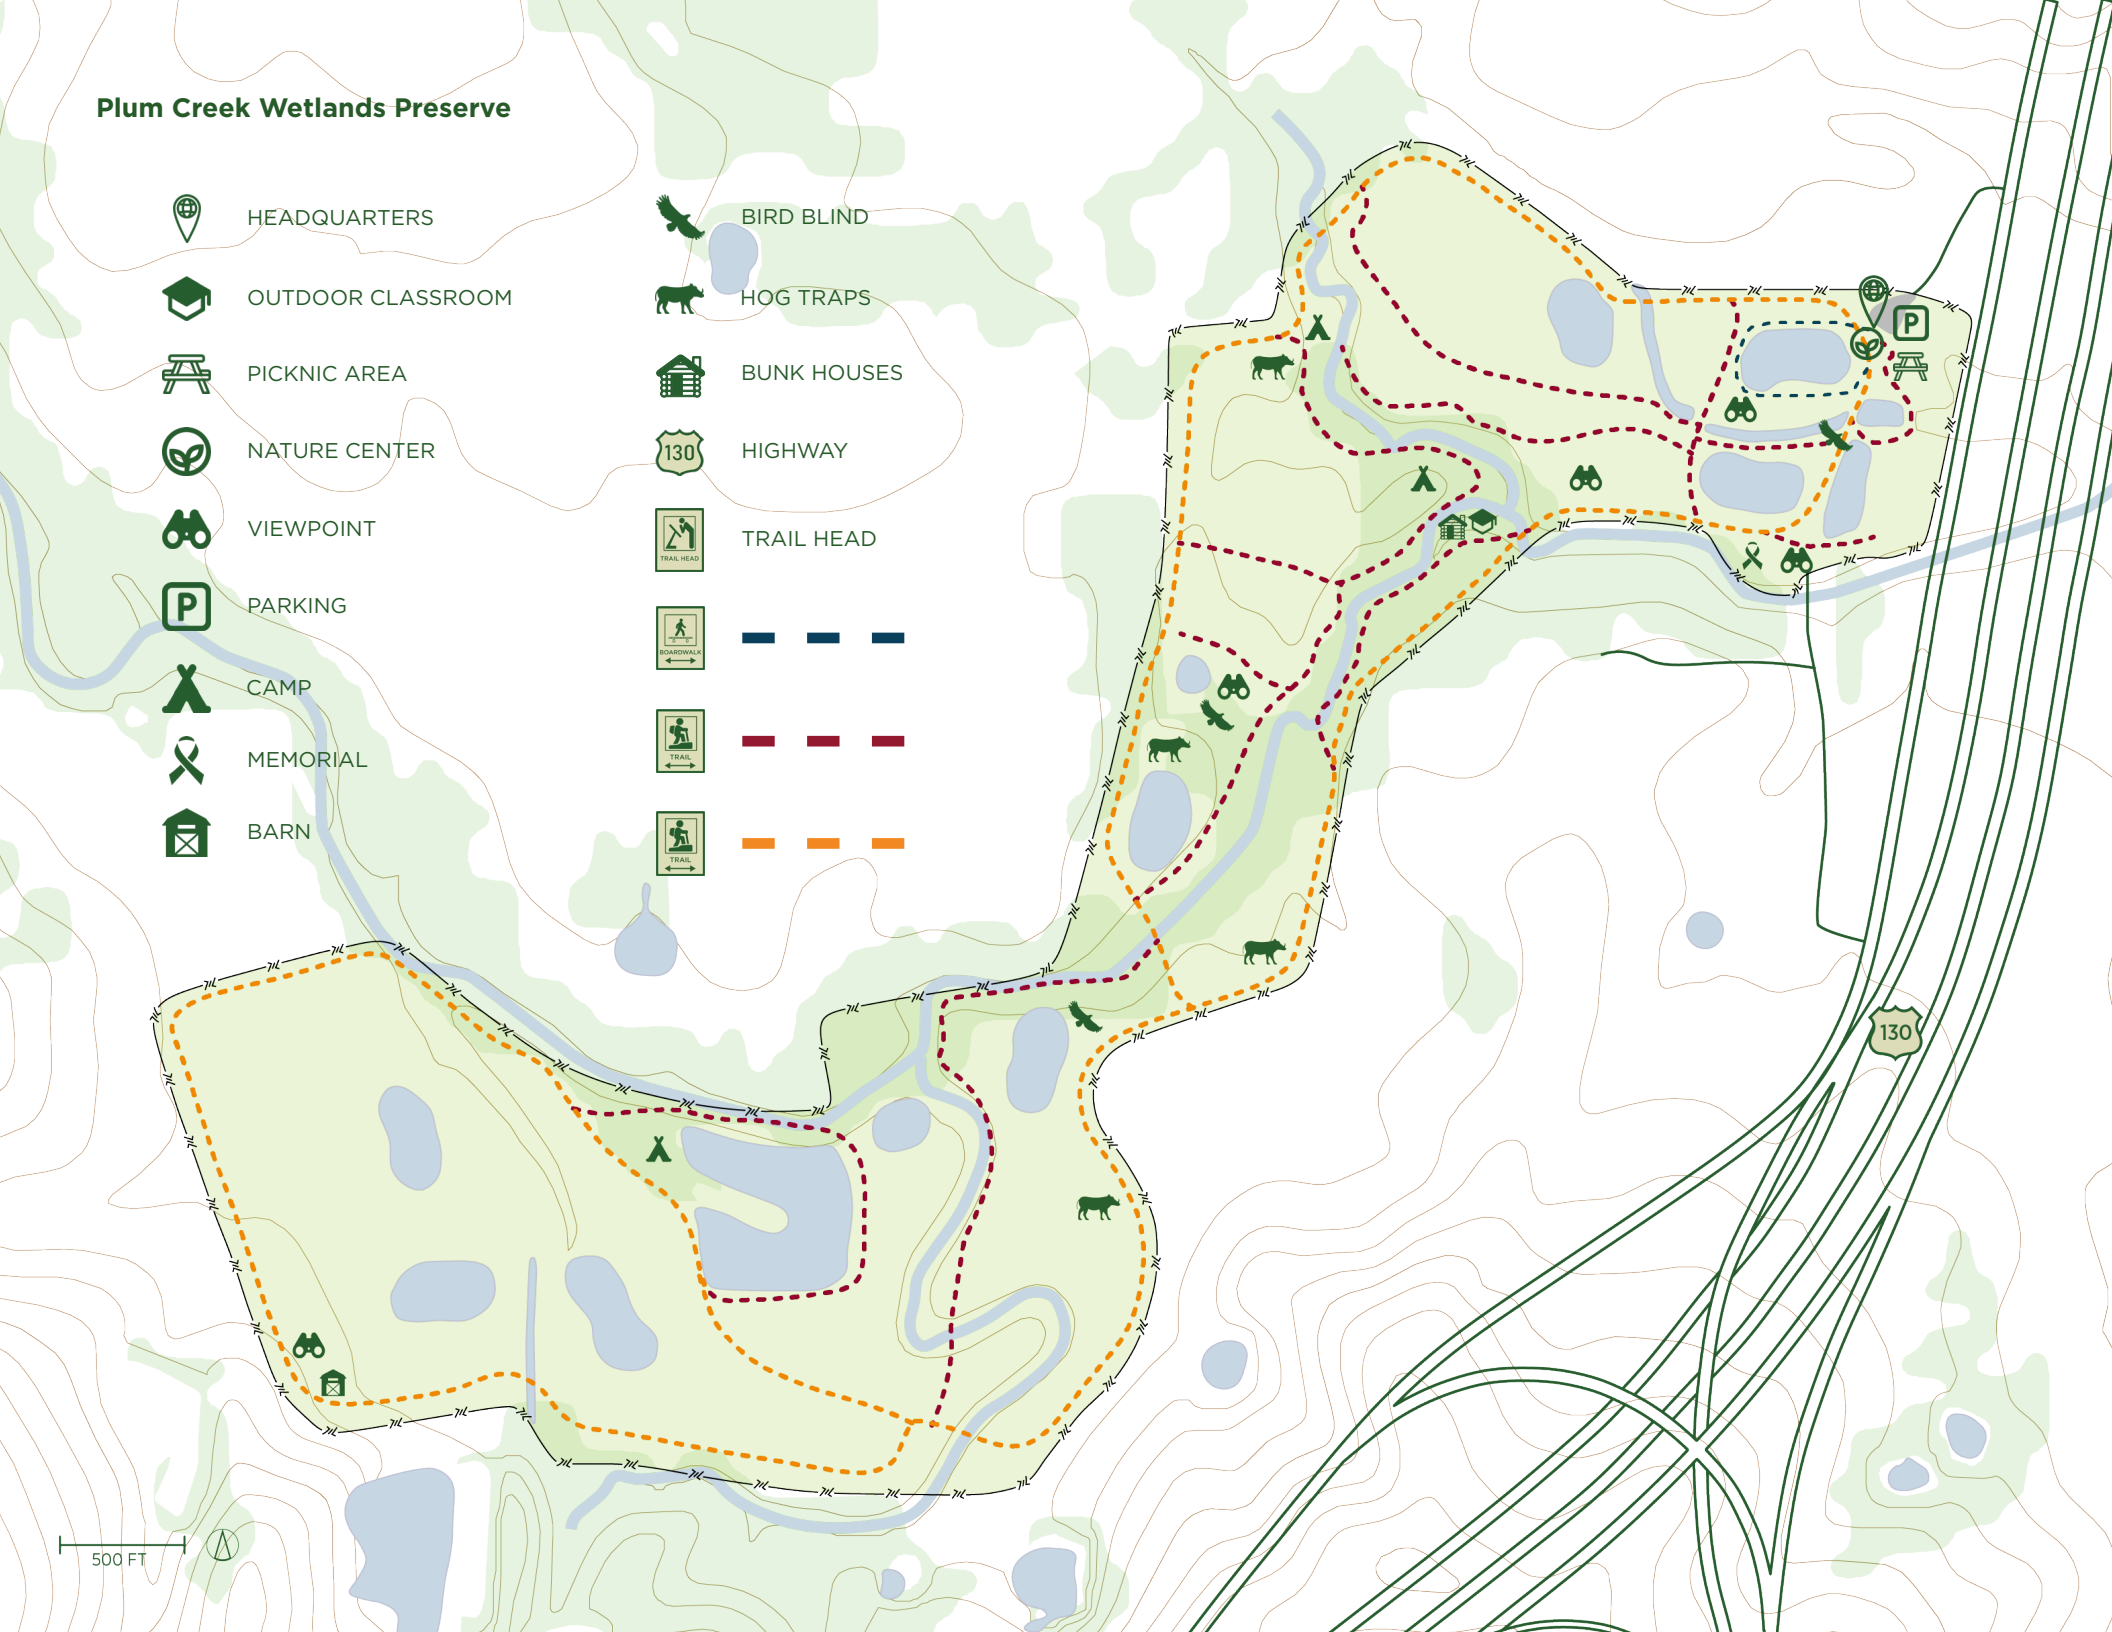 Plum Creek Wetlands Preserve
HEADQUARTERS
OUTDOOR CLASSROOM
PICKNIC AREA
NATURE CENTER
VIEWPOINT
P
PARKING
CAMP
MEMORIAL
BARN
BIRD BLIND
HOG TRAPS
BUNK HOUSES
130
HIGHWAY
TRAIL HEAD
TRAIL HEAD
BOARDWALK
TRAIL
TRAIL
P
130
500 FT